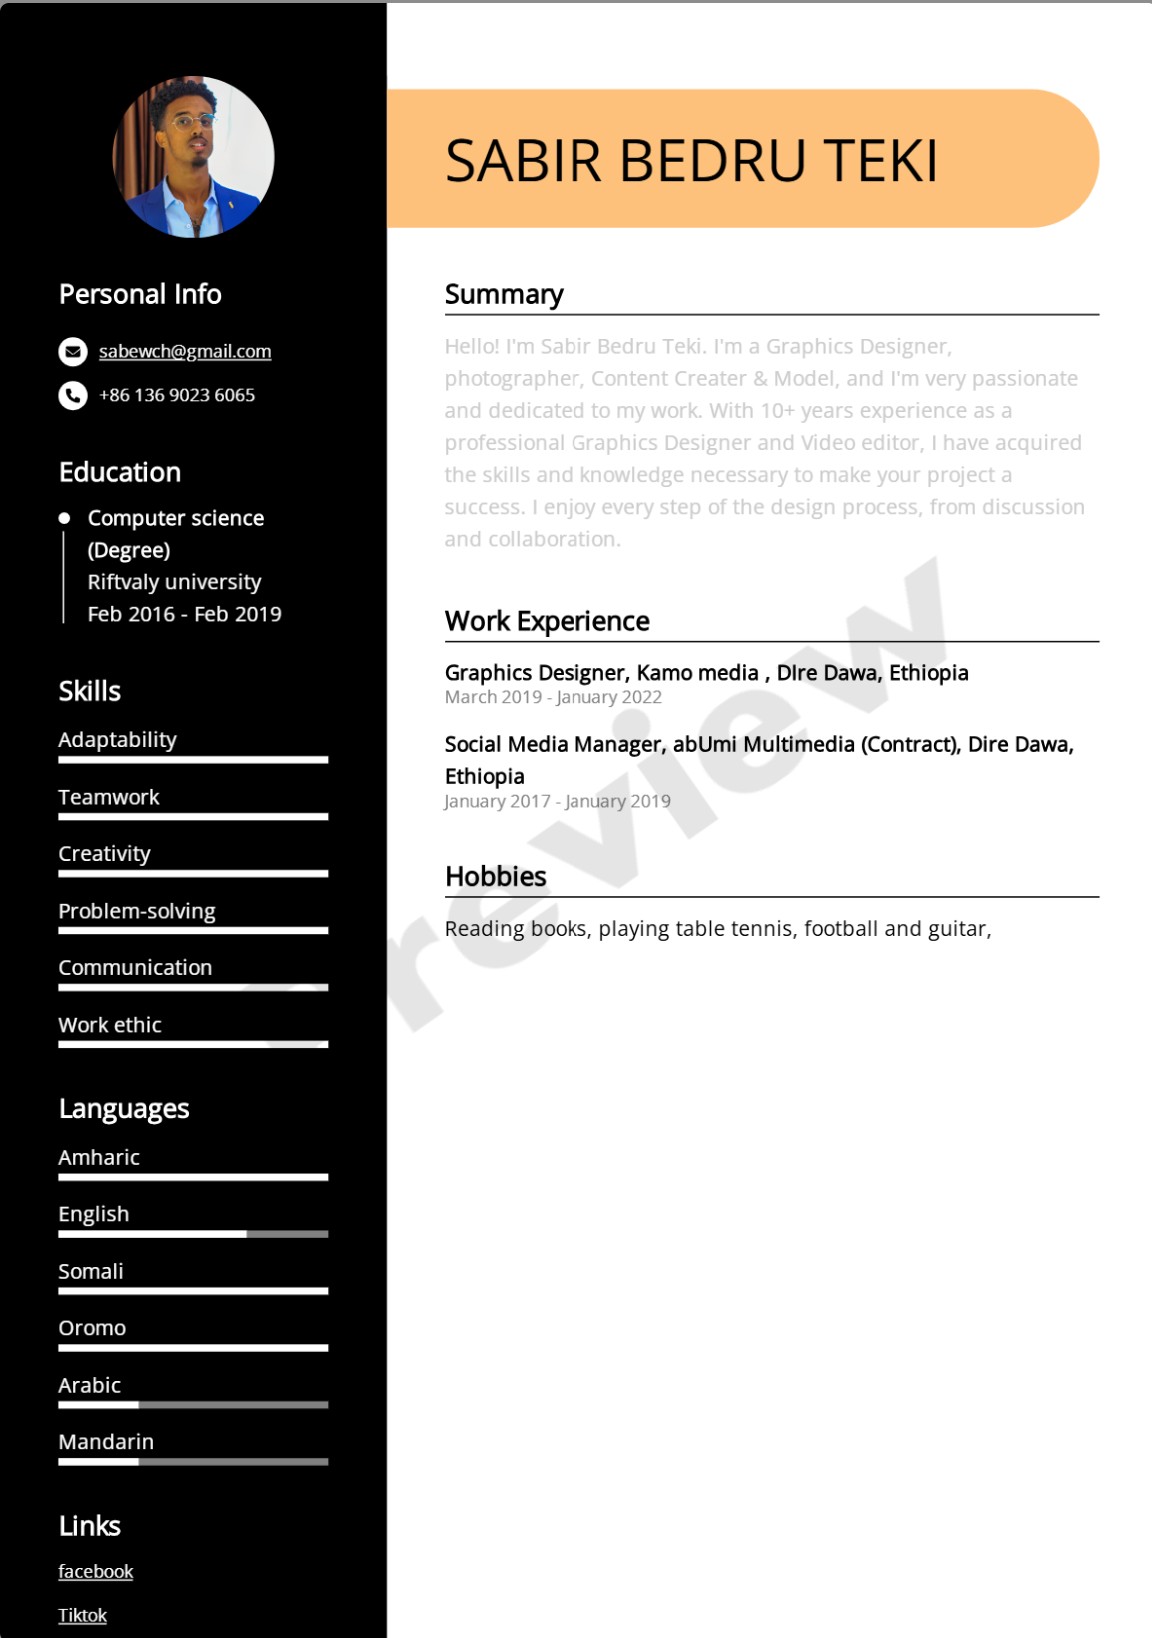 SABIR BEDRU TEKI
Personal Info
sabewch@gmail.com
+86 136 9023 6065
Education
Computer science
(Degree)
Riftvaly university
Feb 2016 - Feb 2019
Skills
Adaptability
Teamwork
Creativity
Problem-solving
Communication
Work ethic
Languages
Amharic
English
Somali
Oromo
Arabic
Mandarin
Links
facebook
Tiktok
Summary
Hello! I'm Sabir Bedru Teki. I'm a Graphics Designer,
photographer, Content Creater & Model, and I'm very passionate
and dedicated to my work. With 10+ years experience as a
professional Graphics Designer and Video editor, I have acquired
the skills and knowledge necessary to make your project a
success. I enjoy every step of the design process, from discussion
and collaboration.
Work Experience
Graphics Designer, Kamo media , DIre Dawa, Ethiopia
March 2019 - January 2022
Social Media Manager, abUmi Multimedia (Contract), Dire Dawa,
Ethiopia
January 2017 - January 2019
Hobbies
Reading books, playing table tennis, football and guitar,
Preview